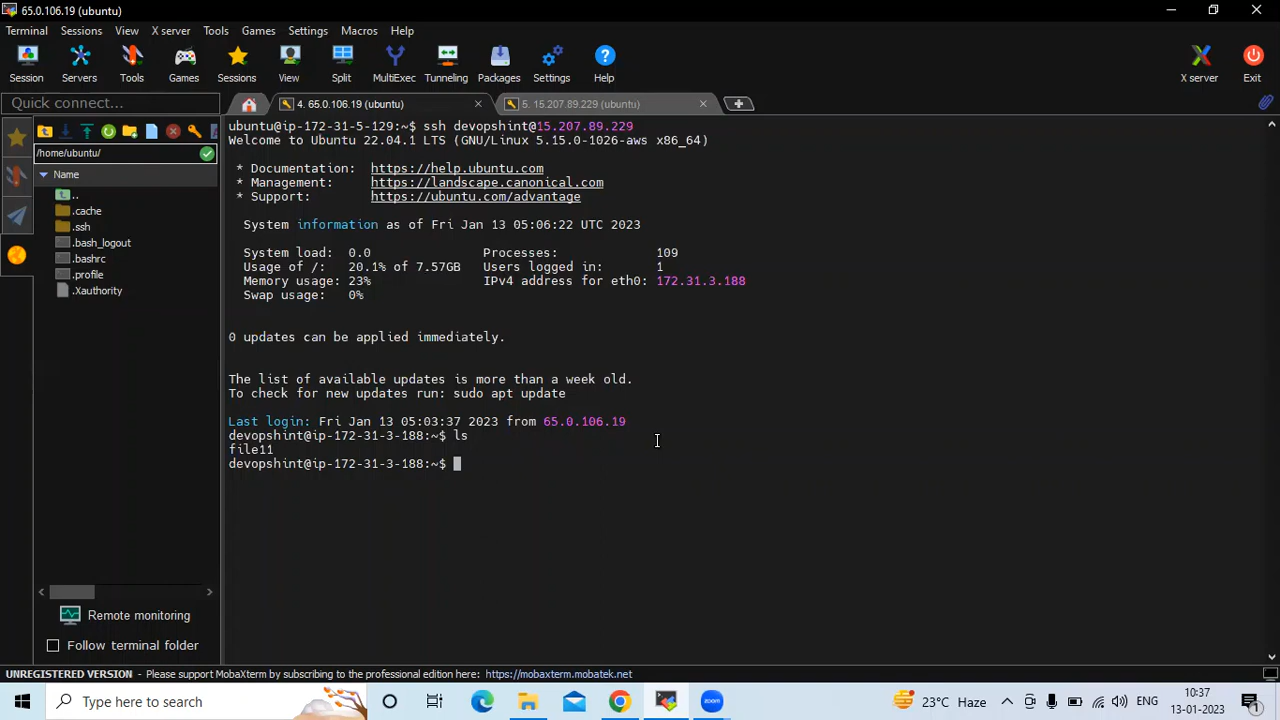 65.0.106.19 (ubuntu)
Terminal Sessions View X server Tools Games Settings Macros Help
Session Servers Tools Games Sessions View Split MultiExec Tunneling Packages Settings Help X server Exit
Quick connect...
4. 65.0.106.19 (ubuntu)
5. 15.207.89.229 (ubuntu)
/home/ubuntu/
Name
..
.cache
.ssh
.bash_logout
.bashrc
.profile
.Xauthority
Remote monitoring
Follow terminal folder
ubuntu@ip-172-31-5-129:~$ ssh devopshint@15.207.89.229
Welcome to Ubuntu 22.04.1 LTS (GNU/Linux 5.15.0-1026-aws x86_64)
* Documentation: https://help.ubuntu.com
* Management: https://landscape.canonical.com
* Support: https://ubuntu.com/advantage
System information as of Fri Jan 13 05:06:22 UTC 2023
System load: 0.0 Processes: 109
Usage of /: 20.1% of 7.57GB Users logged in: 1
Memory usage: 23% IPv4 address for eth0: 172.31.3.188
Swap usage: 0%
0 updates can be applied immediately.
The list of available updates is more than a week old.
To check for new updates run: sudo apt update
Last login: Fri Jan 13 05:03:37 2023 from 65.0.106.19
devopshint@ip-172-31-3-188:~$ ls
file11
devopshint@ip-172-31-3-188:~$
UNREGISTERED VERSION - Please support MobaXterm by subscribing to the professional edition here: https://mobaxterm.mobatek.net
Type here to search
zoom
23°C Haze
ENG
10:37
13-01-2023
1